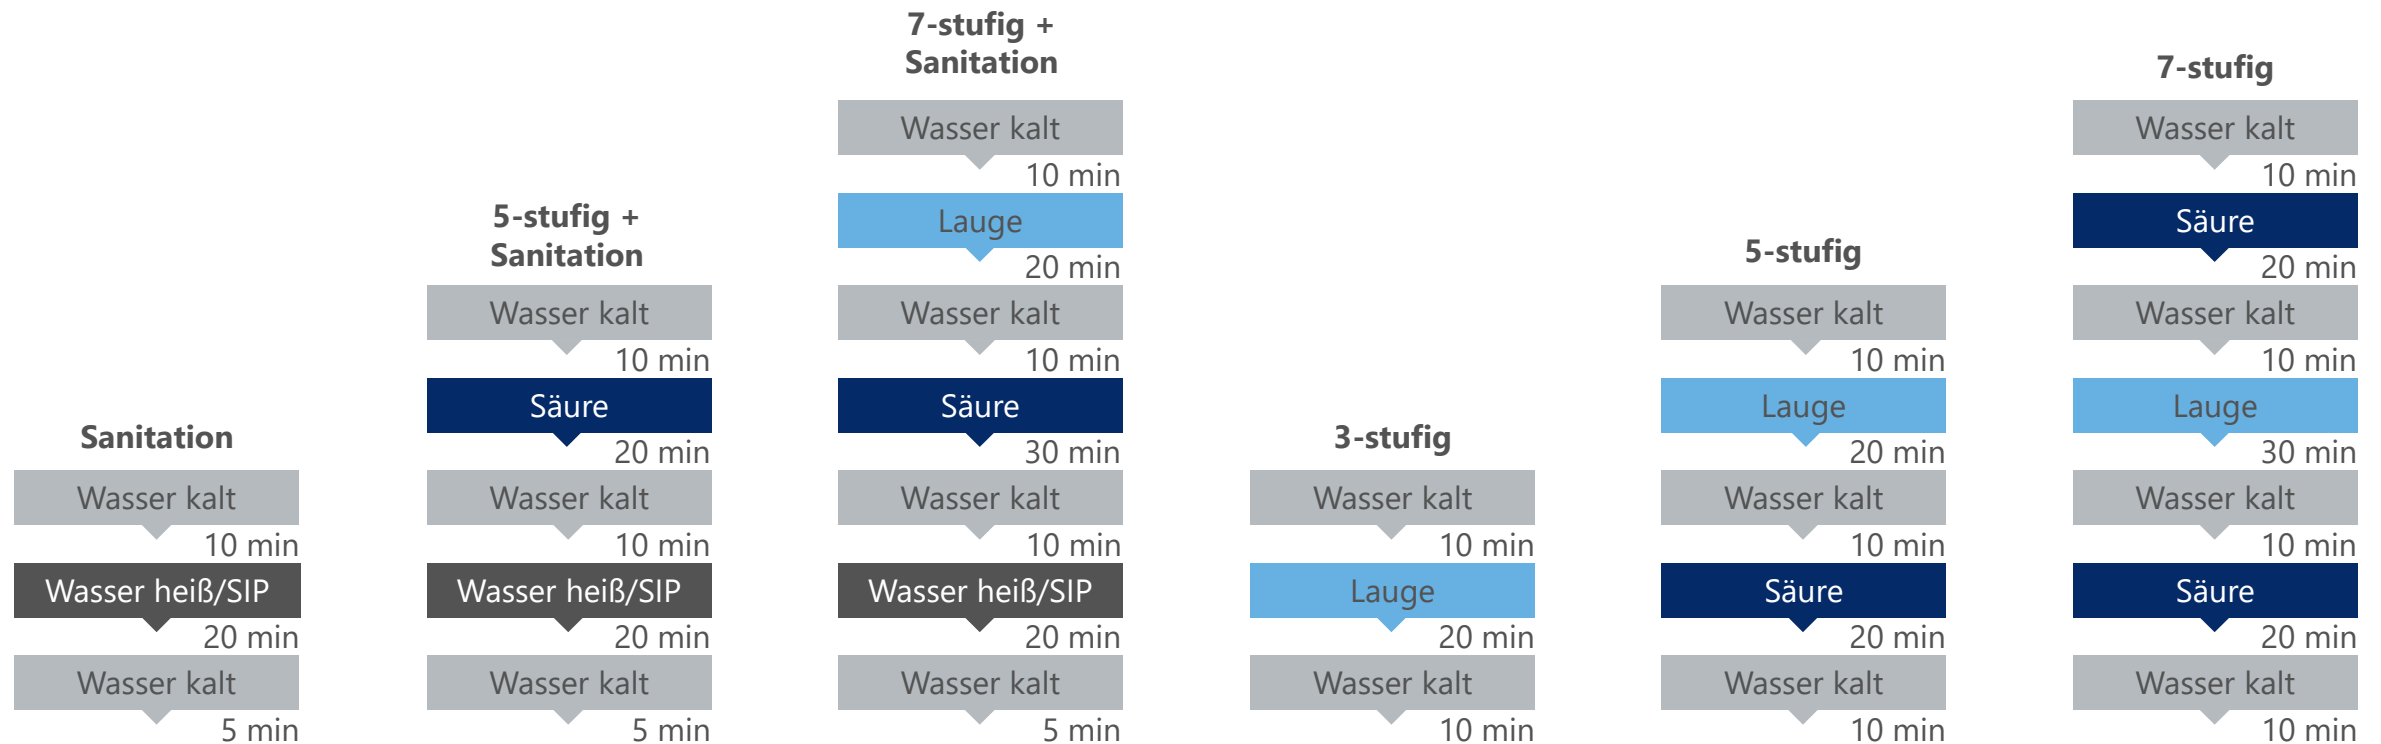 Sanitation
Wasser kalt
10 min
Wasser heiß/SIP
20 min
Wasser kalt
5 min
5-stufig +
Sanitation
Wasser kalt
10 min
Säure
20 min
Wasser kalt
10 min
Wasser heiß/SIP
20 min
Wasser kalt
5 min
7-stufig +
Sanitation
Wasser kalt
10 min
Lauge
20 min
Wasser kalt
10 min
Säure
30 min
Wasser kalt
10 min
Wasser heiß/SIP
20 min
Wasser kalt
5 min
3-stufig
Wasser kalt
10 min
Lauge
20 min
Wasser kalt
10 min
5-stufig
Wasser kalt
10 min
Lauge
20 min
Wasser kalt
10 min
Säure
20 min
Wasser kalt
10 min
7-stufig
Wasser kalt
10 min
Säure
20 min
Wasser kalt
10 min
Lauge
30 min
Wasser kalt
10 min
Säure
20 min
Wasser kalt
10 min